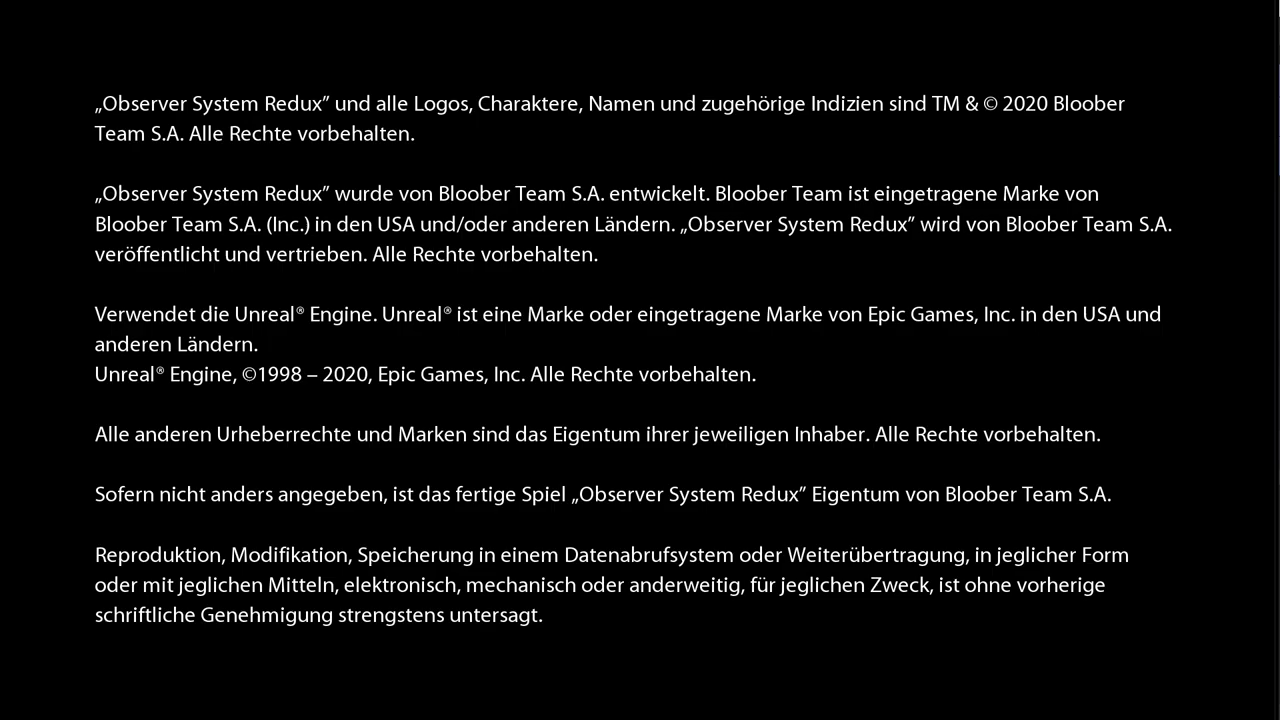 „Observer System Redux” und alle Logos, Charaktere, Namen und zugehörige Indizien sind TM & © 2020 Bloober
Team S.A. Alle Rechte vorbehalten.
„Observer System Redux” wurde von Bloober Team S.A. entwickelt. Bloober Team ist eingetragene Marke von
Bloober Team S.A. (Inc.) in den USA und/oder anderen Ländern. „Observer System Redux” wird von Bloober Team S.A.
veröffentlicht und vertrieben. Alle Rechte vorbehalten.
Verwendet die Unreal® Engine. Unreal® ist eine Marke oder eingetragene Marke von Epic Games, Inc. in den USA und
anderen Ländern.
Unreal® Engine, ©1998 – 2020, Epic Games, Inc. Alle Rechte vorbehalten.
Alle anderen Urheberrechte und Marken sind das Eigentum ihrer jeweiligen Inhaber. Alle Rechte vorbehalten.
Sofern nicht anders angegeben, ist das fertige Spiel „Observer System Redux” Eigentum von Bloober Team S.A.
Reproduktion, Modifikation, Speicherung in einem Datenabrufsystem oder Weiterübertragung, in jeglicher Form
oder mit jeglichen Mitteln, elektronisch, mechanisch oder anderweitig, für jeglichen Zweck, ist ohne vorherige
schriftliche Genehmigung strengstens untersagt.